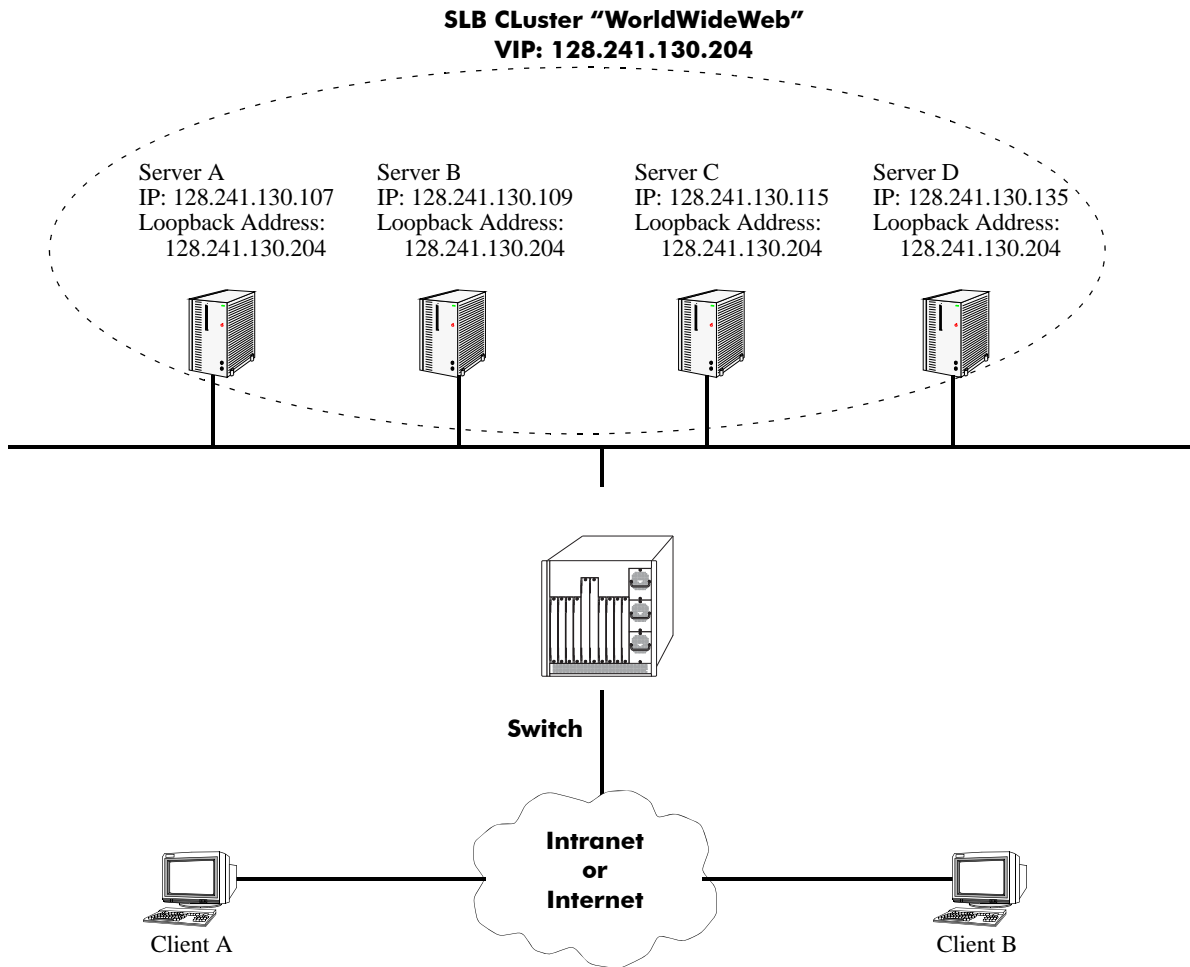 SLB CLuster “WorldWideWeb”
VIP: 128.241.130.204
Server A
IP: 128.241.130.107
Loopback Address:
128.241.130.204
Server B
IP: 128.241.130.109
Loopback Address:
128.241.130.204
Server C
IP: 128.241.130.115
Loopback Address:
128.241.130.204
Server D
IP: 128.241.130.135
Loopback Address:
128.241.130.204
Switch
Intranet
or
Internet
Client A
Client B